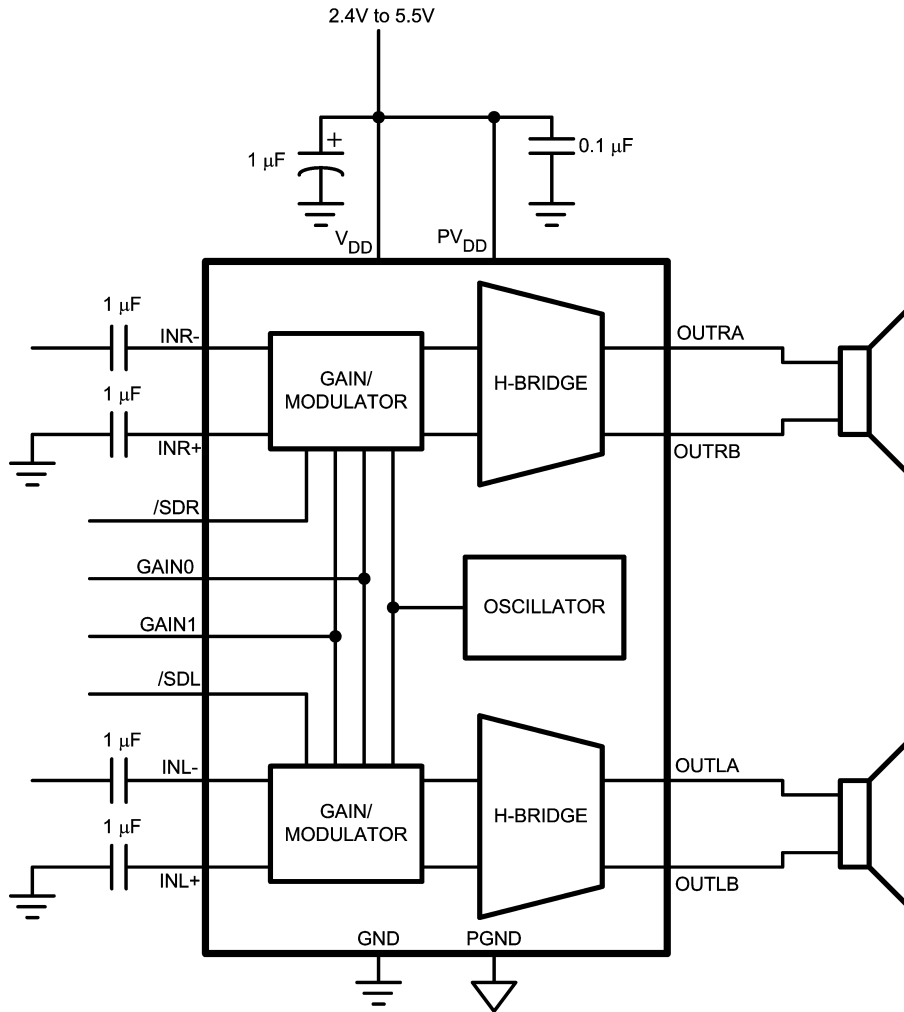 2.4V to 5.5V
1 μF
+
0.1 μF
VDD
PVDD
1 μF
INR-
OUTRA
GAIN/
MODULATOR
H-BRIDGE
1 μF
INR+
OUTRB
/SDR
GAIN0
OSCILLATOR
GAIN1
/SDL
1 μF
INL-
OUTLA
GAIN/
MODULATOR
H-BRIDGE
1 μF
INL+
OUTLB
GND
PGND